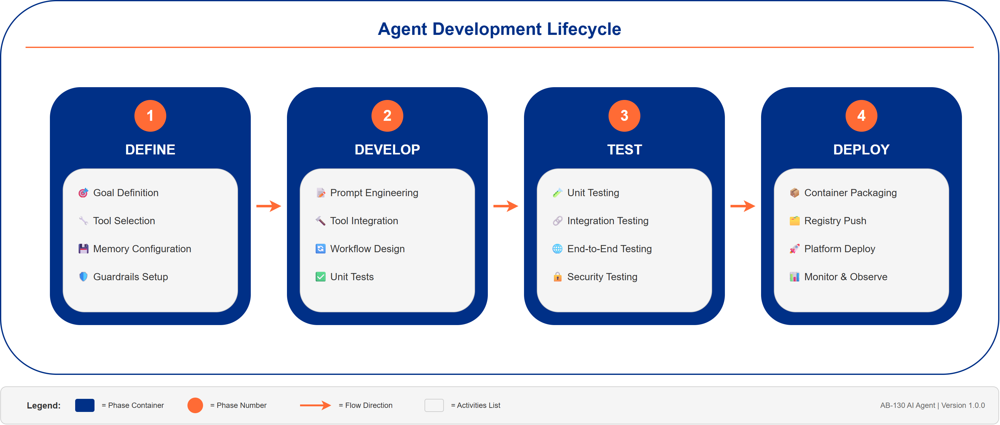 Agent Development Lifecycle
1
DEFINE
Goal Definition
Tool Selection
Memory Configuration
Guardrails Setup
2
DEVELOP
Prompt Engineering
Tool Integration
Workflow Design
Unit Tests
3
TEST
Unit Testing
Integration Testing
End-to-End Testing
Security Testing
4
DEPLOY
Container Packaging
Registry Push
Platform Deploy
Monitor & Observe
Legend:
= Phase Container
= Phase Number
= Flow Direction
= Activities List
AB-130 AI Agent | Version 1.0.0